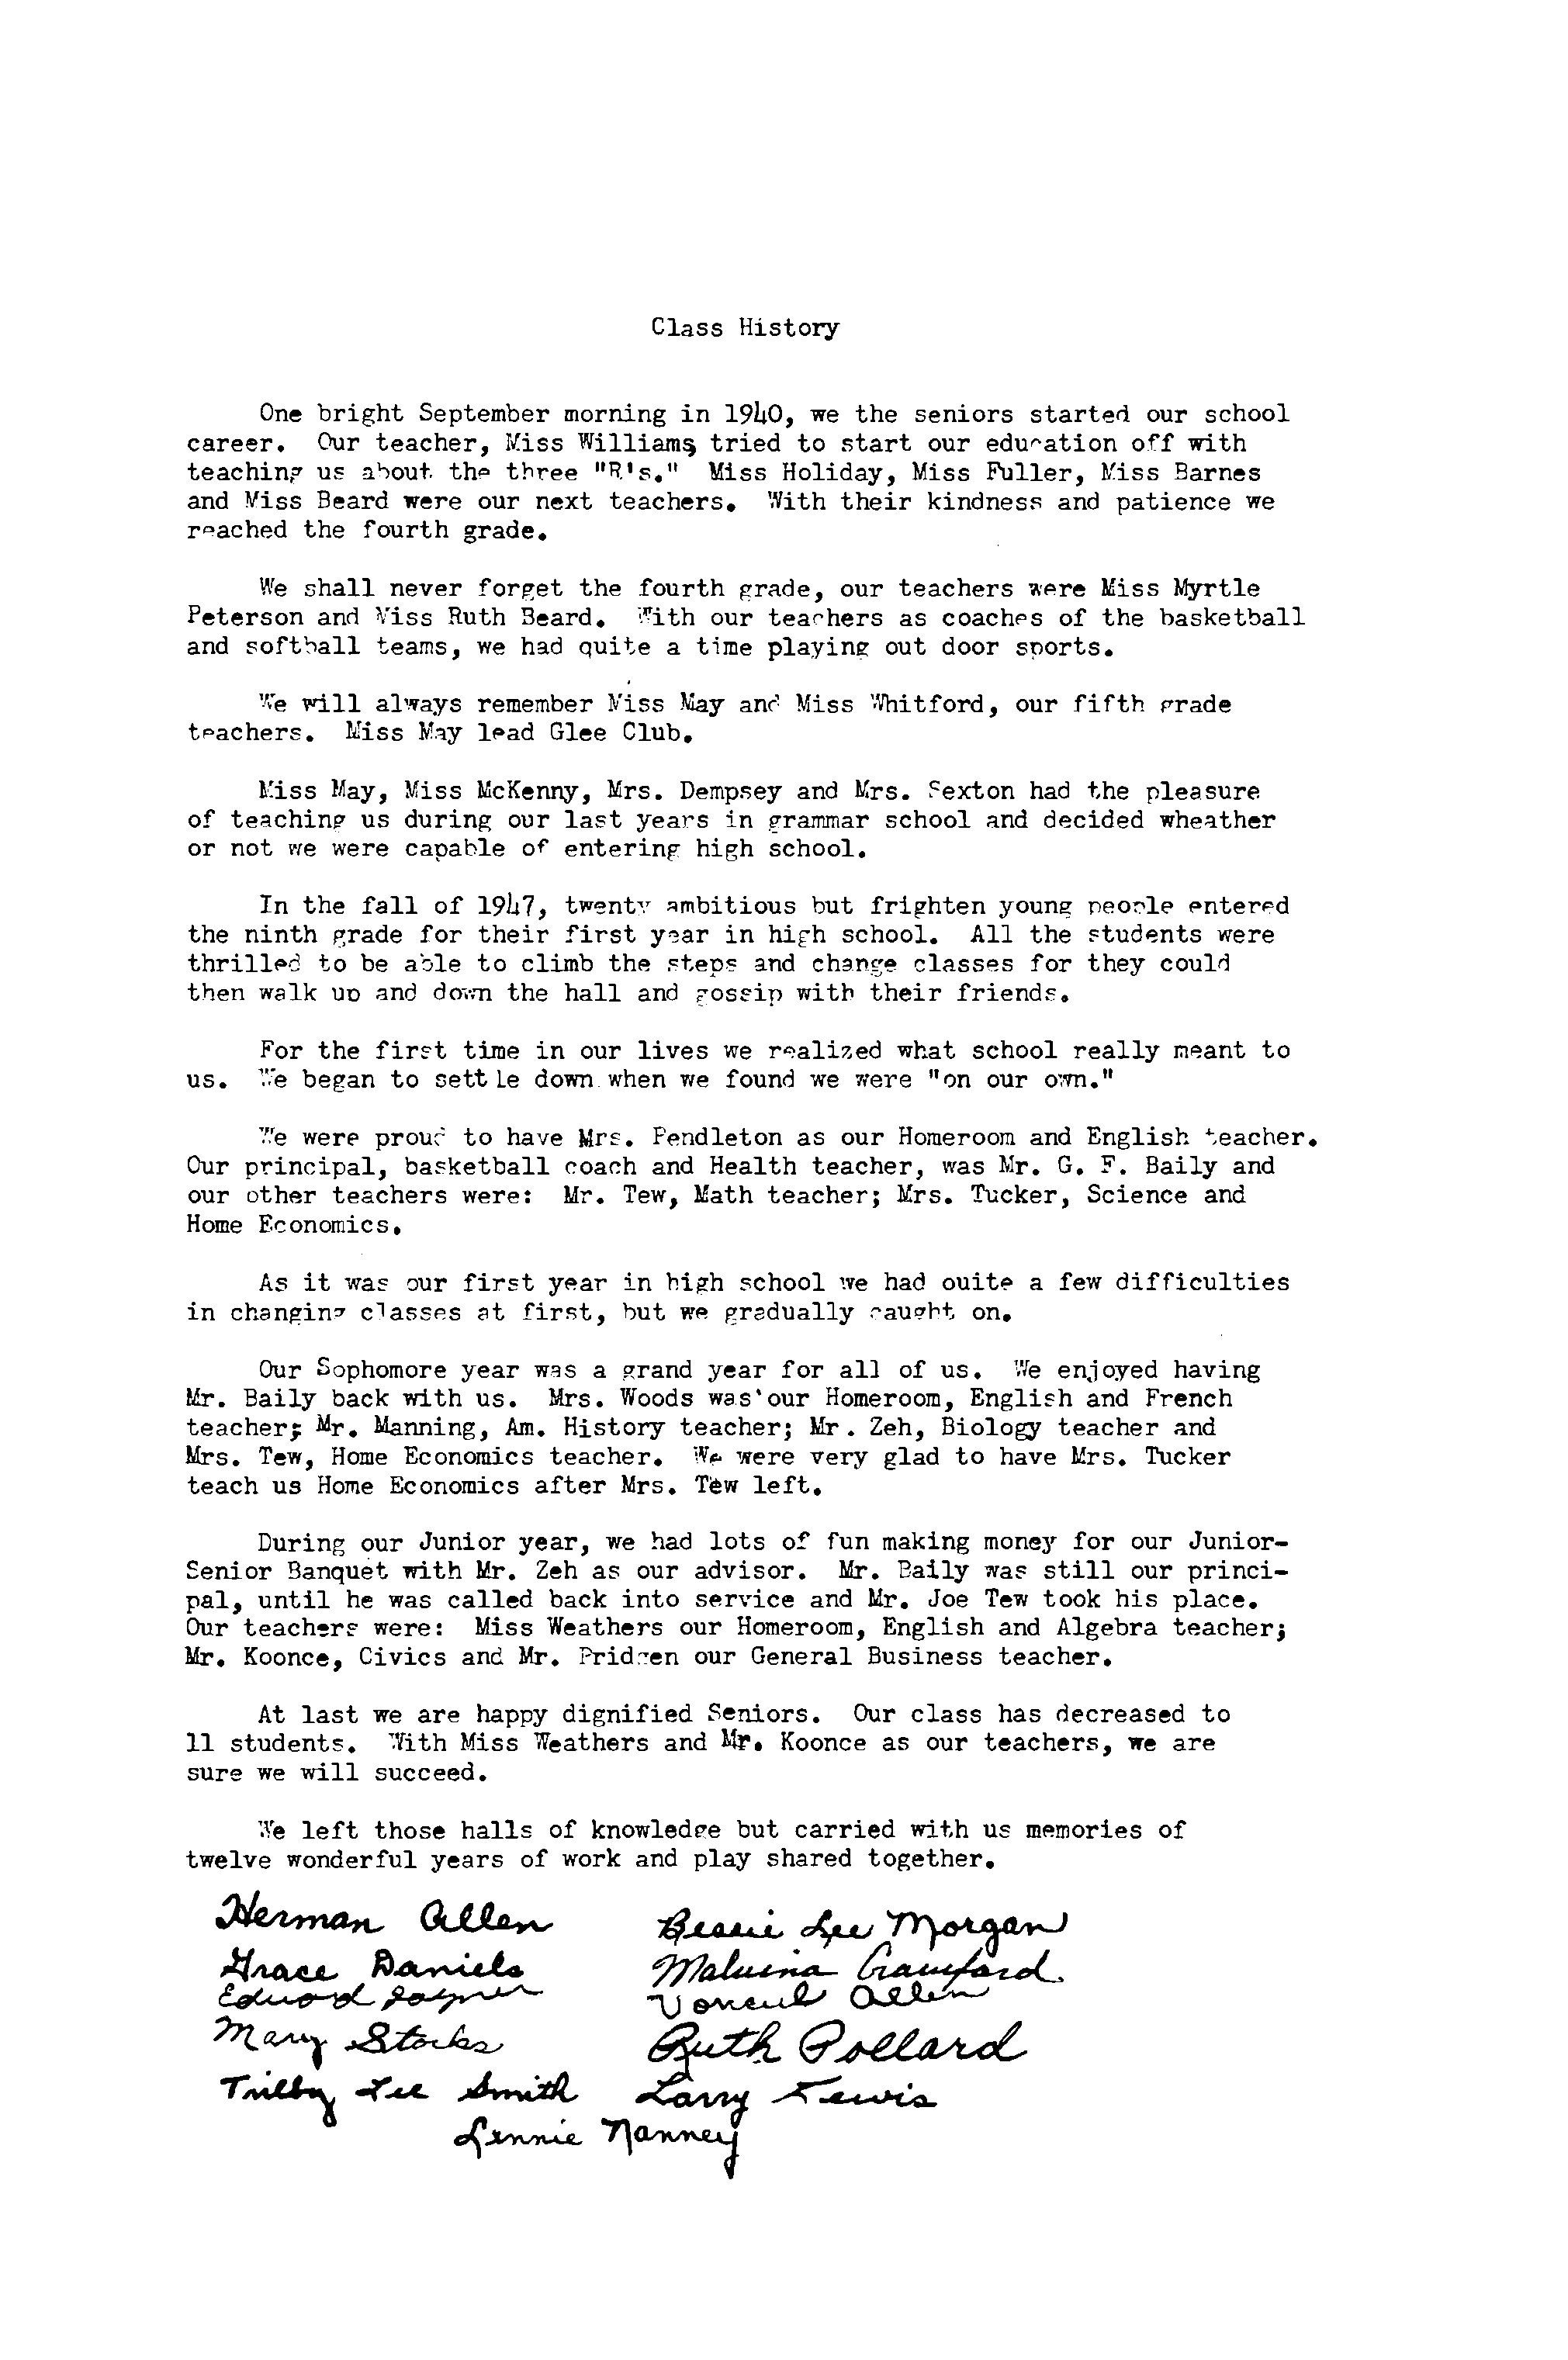 Class History
One bright September morning in 1940, we the seniors started our school
career. Our teacher, Miss Williams, tried to start our education off with
teaching us about the three "R's." Miss Holiday, Miss Fuller, Miss Barnes
and Miss Beard were our next teachers. With their kindness and patience we
reached the fourth grade.
We shall never forget the fourth grade, our teachers were Miss Myrtle
Peterson and Miss Ruth Beard. With our teachers as coaches of the basketball
and softball teams, we had quite a time playing out door sports.
We will always remember Miss May and Miss Whitford, our fifth grade
teachers. Miss May lead Glee Club.
Miss May, Miss McKenny, Mrs. Dempsey and Mrs. Sexton had the pleasure
of teaching us during our last years in grammar school and decided wheather
or not we were capable of entering high school.
In the fall of 1947, twenty ambitious but frighten young people entered
the ninth grade for their first year in high school. All the students were
thrilled to be able to climb the steps and change classes for they could
then walk up and down the hall and gossip with their friends.
For the first time in our lives we realized what school really meant to
us. We began to settle down when we found we were "on our own."
We were proud to have Mrs. Pendleton as our Homeroom and English teacher.
Our principal, basketball coach and Health teacher, was Mr. G. F. Baily and
our other teachers were: Mr. Tew, Math teacher; Mrs. Tucker, Science and
Home Economics.
As it was our first year in high school we had quite a few difficulties
in changing classes at first, but we gradually caught on.
Our Sophomore year was a grand year for all of us. We enjoyed having
Mr. Baily back with us. Mrs. Woods was our Homeroom, English and French
teacher; Mr. Manning, Am. History teacher; Mr. Zeh, Biology teacher and
Mrs. Tew, Home Economics teacher. We were very glad to have Mrs. Tucker
teach us Home Economics after Mrs. Tew left.
During our Junior year, we had lots of fun making money for our Junior-
Senior Banquet with Mr. Zeh as our advisor. Mr. Baily was still our princi-
pal, until he was called back into service and Mr. Joe Tew took his place.
Our teachers were: Miss Weathers our Homeroom, English and Algebra teacher;
Mr. Koonce, Civics and Mr. Pridgen our General Business teacher.
At last we are happy dignified Seniors. Our class has decreased to
11 students. With Miss Weathers and Mr. Koonce as our teachers, we are
sure we will succeed.
We left those halls of knowledge but carried with us memories of
twelve wonderful years of work and play shared together.
Herman Allen Bessie Lee Morgan
Grace Daniels Maluina Crawford
Edward Joyner Voncul Allen
Mary Stocks Ruth Pollard
Trilby Lee Smith Larry Lewis
Lennie Nanney